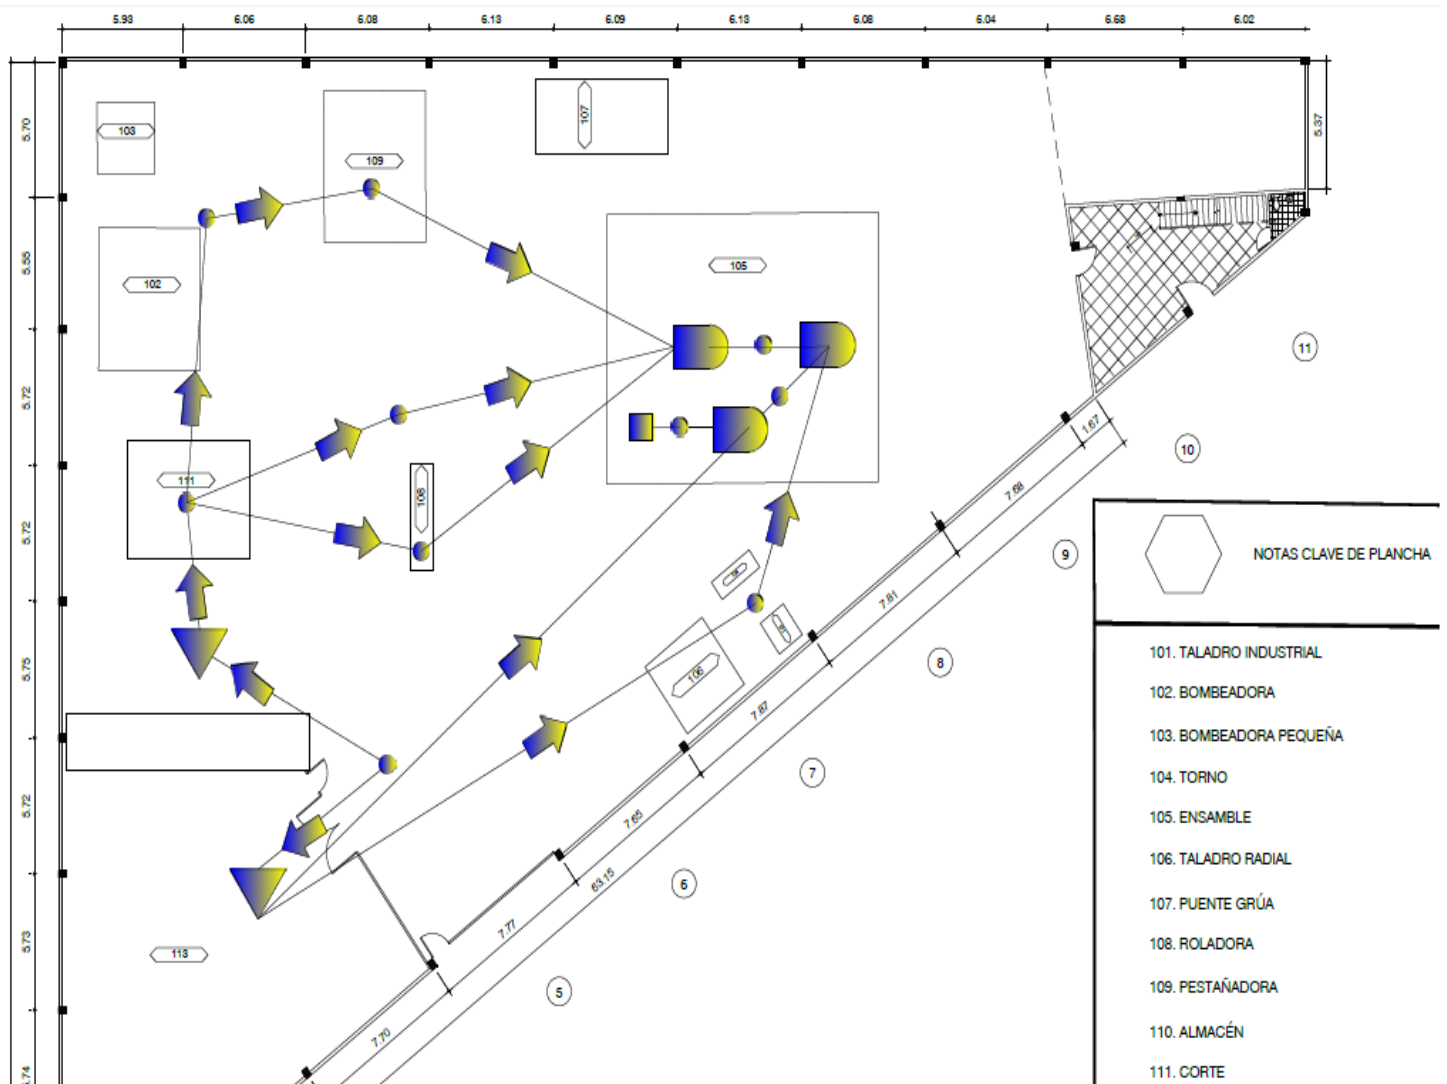 5.93 6.06 6.08 6.13 6.09 6.13 6.08 6.04 6.68 6.02
5.70
5.55
5.72
5.72
5.75
5.72
5.73
5.37
103
109
107
102
105
111
108
106
113
1.67
7.68
7.81
7.87
7.65
63.15
7.77
7.70
11
10
9
8
7
6
5
NOTAS CLAVE DE PLANCHA
101. TALADRO INDUSTRIAL
102. BOMBEADORA
103. BOMBEADORA PEQUEÑA
104. TORNO
105. ENSAMBLE
106. TALADRO RADIAL
107. PUENTE GRÚA
108. ROLADORA
109. PESTAÑADORA
110. ALMACÉN
111. CORTE